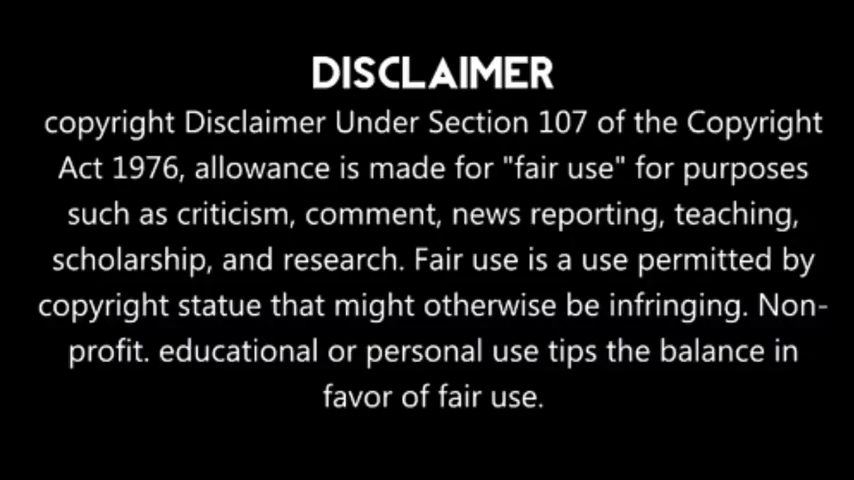 DISCLAIMER
copyright Disclaimer Under Section 107 of the Copyright
Act 1976, allowance is made for "fair use" for purposes
such as criticism, comment, news reporting, teaching,
scholarship, and research. Fair use is a use permitted by
copyright statue that might otherwise be infringing. Non-
profit. educational or personal use tips the balance in
favor of fair use.